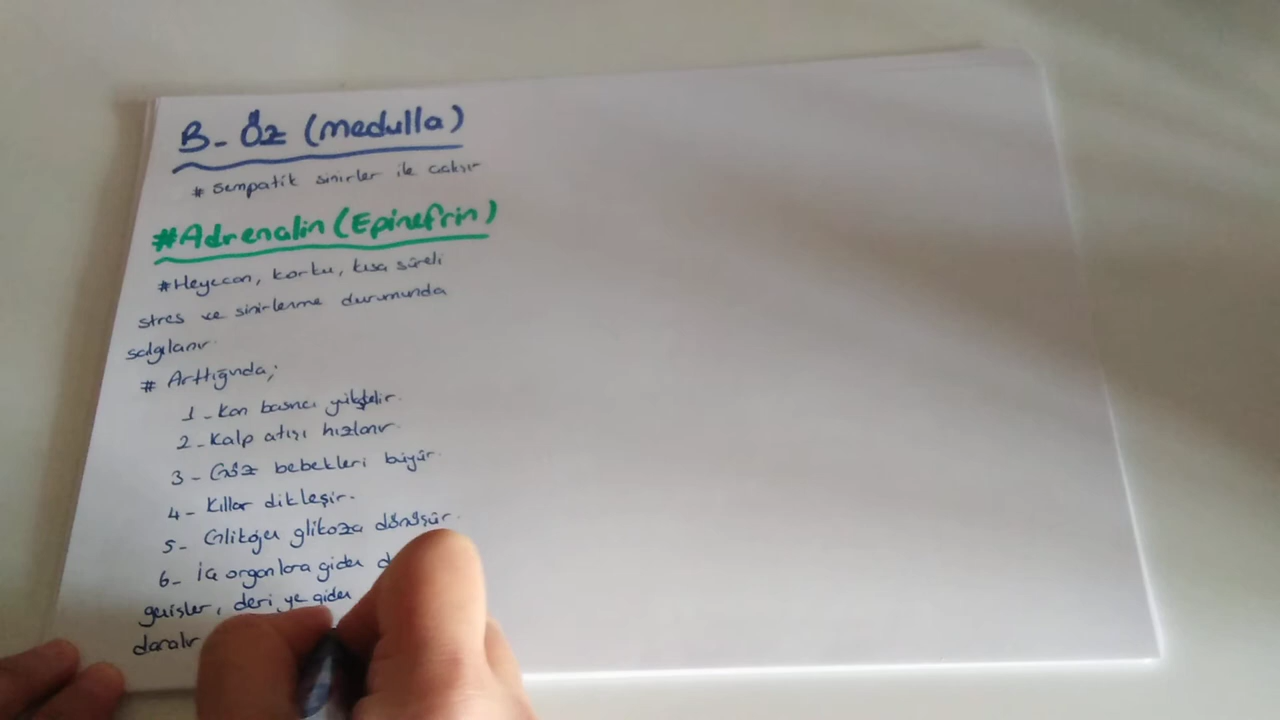 B- Öz (medulla)
# Sempatik sinirler ile çalışır
#Adrenalin (Epinefrin)
#Heyecan, korku, kısa süreli
stres ve sinirlenme durumunda
salgılanır.
# Arttığında;
1 - Kan basıncı yükselir.
2 - Kalp atışı hızlanır.
3 - Göz bebekleri büyür.
4 - Kıllar dikleşir.
5 - Glikojen glikoza dönüşür.
6 - İç organlara giden
genişler, deri ye giden
daralır